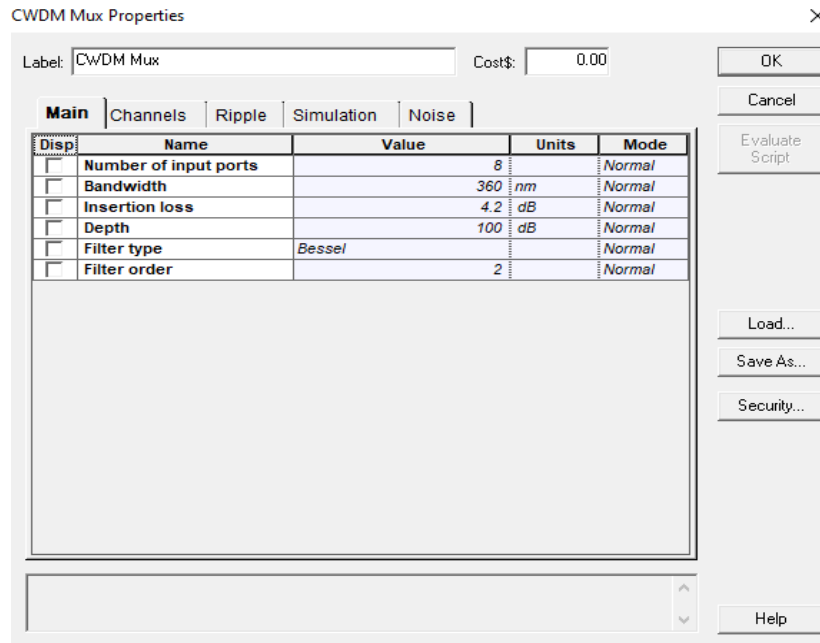 CWDM Mux Properties
Label: CWDM Mux Cost$: 0.00 OK
Cancel
Main Channels Ripple Simulation Noise
Evaluate Script
Disp Name Value Units Mode
Number of input ports 8 Normal
Bandwidth 360 nm Normal
Insertion loss 4.2 dB Normal
Depth 100 dB Normal
Filter type Bessel Normal
Filter order 2 Normal
Load...
Save As...
Security...
Help